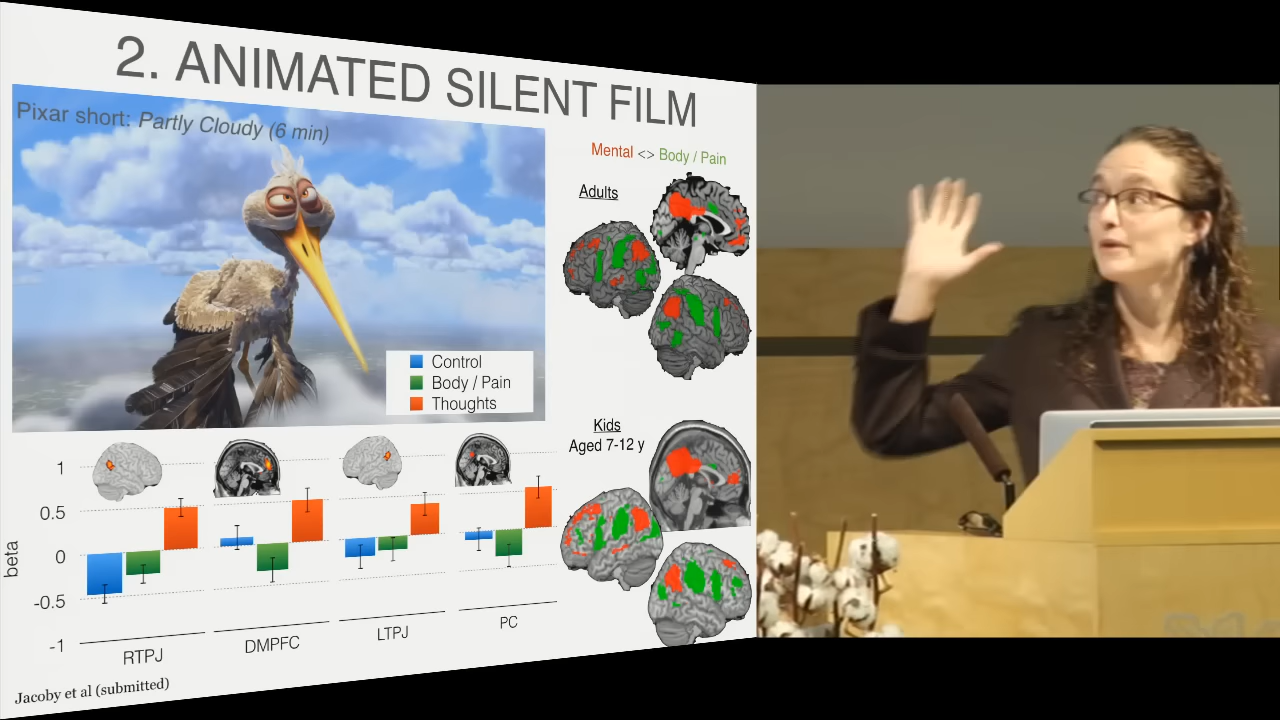 2. ANIMATED SILENT FILM
Pixar short: Partly Cloudy (6 min)
Mental <> Body / Pain
Adults
Control
Body / Pain
Thoughts
Kids
Aged 7-12 y
1
0.5
0
-0.5
-1
beta
RTPJ
DMPFC
LTPJ
PC
Jacoby et al (submitted)